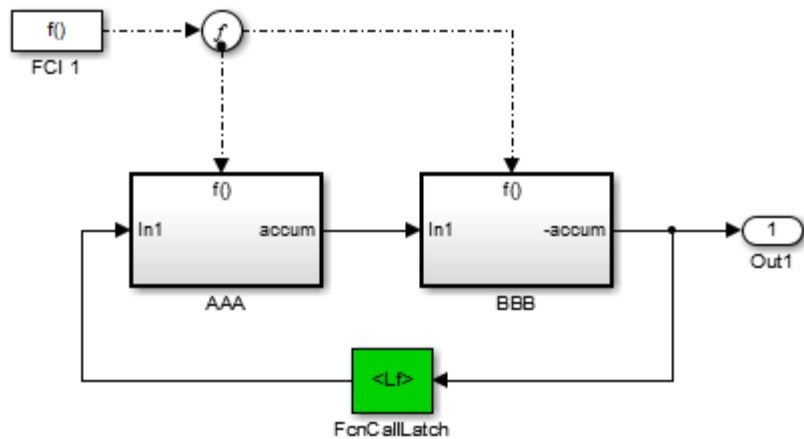 f()
FCI 1
f
f()
In1
accum
AAA
f()
In1
-accum
BBB
1
Out1
<Lf>
FcnCallLatch